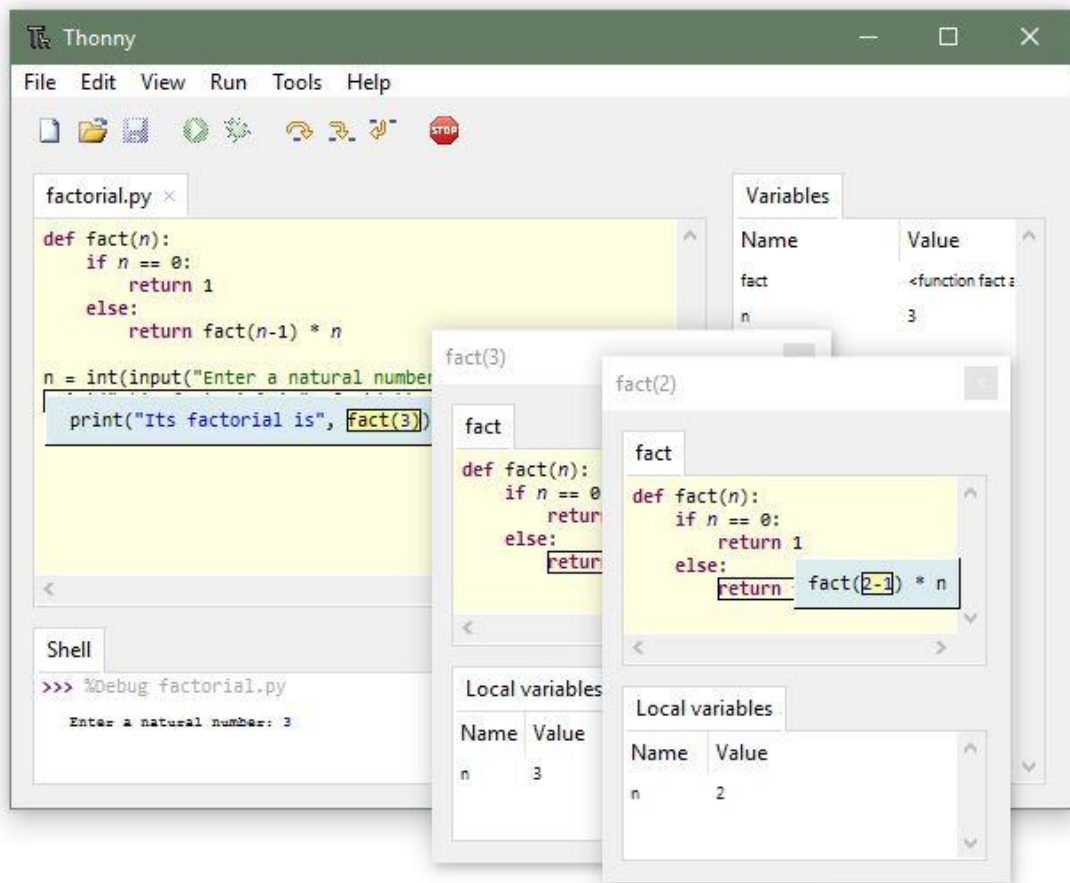 Thonny
File Edit View Run Tools Help
STOP
factorial.py ×
def fact(n):
    if n == 0:
        return 1
    else:
        return fact(n-1) * n
n = int(input("Enter a natural number
print("Its factorial is", fact(3))
Shell
>>> %Debug factorial.py
Enter a natural number: 3
Variables
Name Value
fact <function fact a
n 3
fact(3)
fact
def fact(n):
    if n == 0
        retur
    else:
        retur
Local variables
Name Value
n 3
fact(2)
fact
def fact(n):
    if n == 0:
        return 1
    else:
        return fact(2-1) * n
Local variables
Name Value
n 2